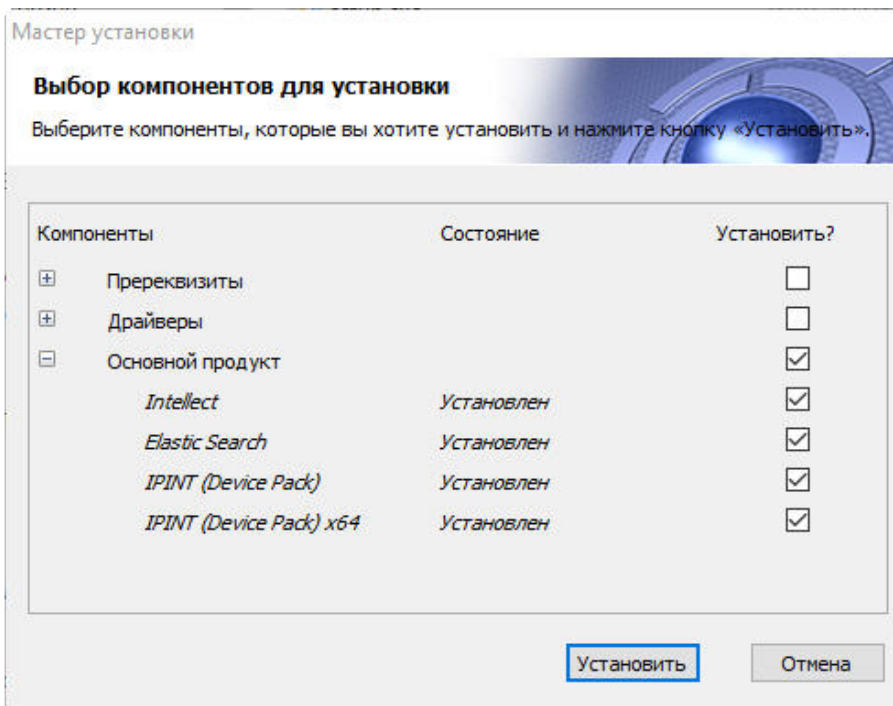 Мастер установки
Выбор компонентов для установки
Выберите компоненты, которые вы хотите установить и нажмите кнопку «Установить».
Компоненты Состояние Установить?
Пререквизиты
Драйверы
Основной продукт
Intellect Установлен
Elastic Search Установлен
IPINT (Device Pack) Установлен
IPINT (Device Pack) x64 Установлен
Установить Отмена